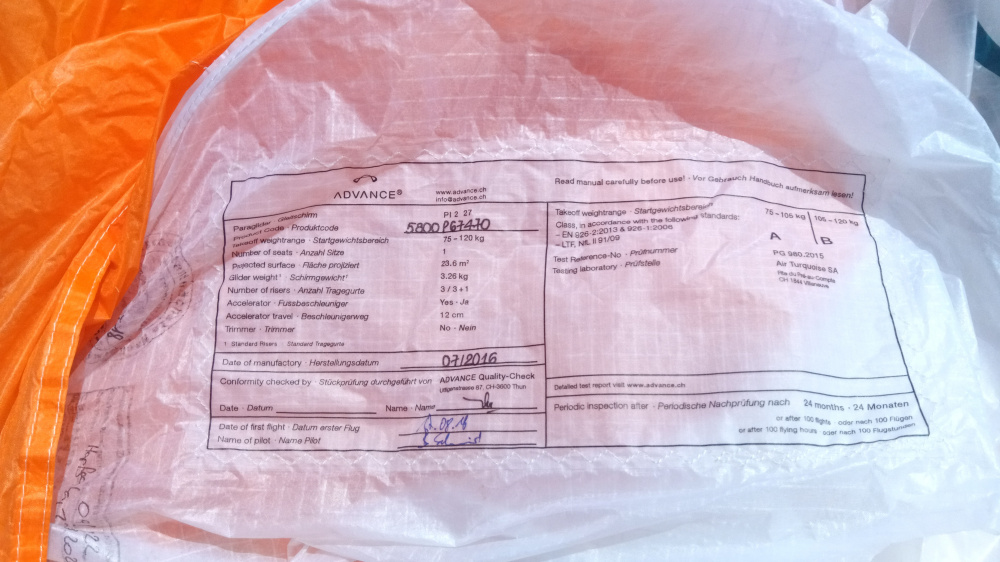 ADVANCE®
www.advance.ch
info@advance.ch
Read manual carefully before use! · Vor Gebrauch Handbuch aufmerksam lesen!
Paraglider · Gleitschirm PI 2 27
Product Code · Produktcode 5800P67470
Takeoff weightrange · Startgewichtsbereich 75 – 120 kg
Number of seats · Anzahl Sitze 1
Projected surface · Fläche projiziert 23.6 m²
Glider weight¹ · Schirmgewicht¹ 3.26 kg
Number of risers · Anzahl Tragegurte 3 / 3+1
Accelerator · Fussbeschleuniger Yes - Ja
Accelerator travel · Beschleunigerweg 12 cm
Trimmer · Trimmer No - Nein
1 Standard Risers · Standard Tragegurte
Date of manufactory · Herstellungsdatum 07/2016
Conformity checked by · Stückprüfung durchgeführt von ADVANCE Quality-Check
Uttigenstrasse 87, CH-3600 Thun
Date · Datum Name · Name
Date of first flight · Datum erster Flug
Name of pilot · Name Pilot
Takeoff weightrange · Startgewichtsbereich 75 – 105 kg 105 – 120 kg
Class, in accordance with the following standards:
– EN 926-2:2013 & 926-1:2006 A B
– LTF, NfL II 91/09
Test Reference-No · Prüfnummer PG 980.2015
Testing laboratory · Prüfstelle Air Turquoise SA
Rte du Pré-au-Comte
CH 1844 Villeneuve
Detailed test report visit www.advance.ch
Periodic inspection after · Periodische Nachprüfung nach 24 months - 24 Monaten
or after 100 flights · oder nach 100 Flügen
or after 100 flying hours · oder nach 100 Flugstunden